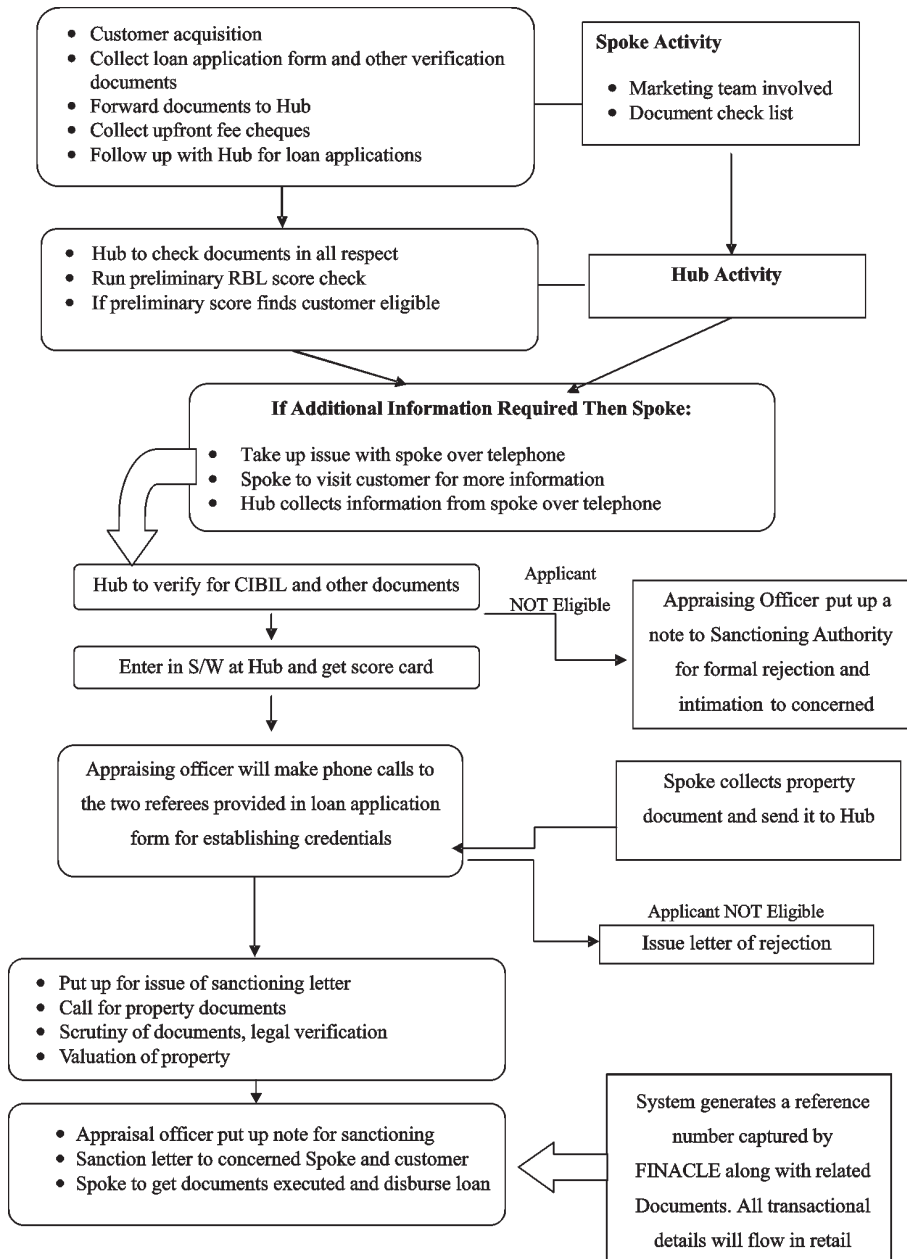 • Customer acquisition
• Collect loan application form and other verification
documents
• Forward documents to Hub
• Collect upfront fee cheques
• Follow up with Hub for loan applications
Spoke Activity
• Marketing team involved
• Document check list
• Hub to check documents in all respect
• Run preliminary RBL score check
• If preliminary score finds customer eligible
Hub Activity
If Additional Information Required Then Spoke:
• Take up issue with spoke over telephone
• Spoke to visit customer for more information
• Hub collects information from spoke over telephone
Hub to verify for CIBIL and other documents
Applicant
NOT Eligible
Appraising Officer put up a
note to Sanctioning Authority
for formal rejection and
intimation to concerned
Enter in S/W at Hub and get score card
Appraising officer will make phone calls to
the two referees provided in loan application
form for establishing credentials
Spoke collects property
document and send it to Hub
Applicant NOT Eligible
Issue letter of rejection
• Put up for issue of sanctioning letter
• Call for property documents
• Scrutiny of documents, legal verification
• Valuation of property
• Appraisal officer put up note for sanctioning
• Sanction letter to concerned Spoke and customer
• Spoke to get documents executed and disburse loan
System generates a reference
number captured by
FINACLE along with related
Documents. All transactional
details will flow in retail